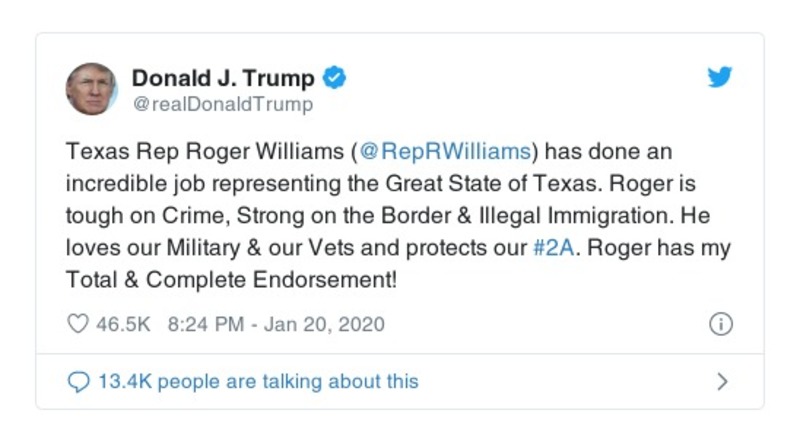 Donald J. Trump
@realDonaldTrump
Texas Rep Roger Williams (@RepRWilliams) has done an
incredible job representing the Great State of Texas. Roger is
tough on Crime, Strong on the Border & Illegal Immigration. He
loves our Military & our Vets and protects our #2A. Roger has my
Total & Complete Endorsement!
46.5K 8:24 PM - Jan 20, 2020
13.4K people are talking about this